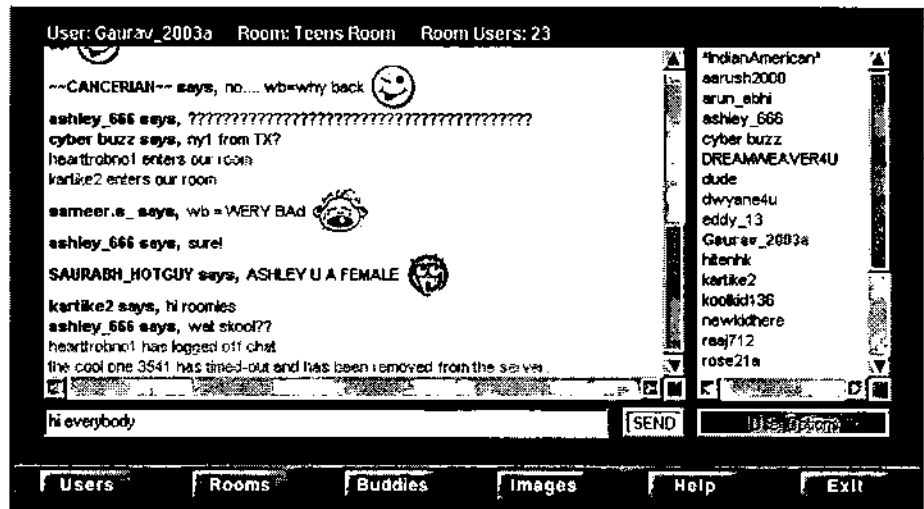 User: Gaurav_2003a Room: Teens Room Room Users: 23
~~CANCERIAN~~ says, no.... wb=why back
ashley_666 says, ?????????????????????????????????????????
cyber buzz says, ny1 from TX?
hearttrobno1 enters our room
kartike2 enters our room
sameer.e_ says, wb = WERY BAd
ashley_666 says, sure!
SAURABH_HOTGUY says, ASHLEY U A FEMALE
kartike2 says, hi roomies
ashley_666 says, wat skool??
hearttrobno1 has logged off chat
the cool one 3541 has timed-out and has been removed from the server.
hi everybody
SEND
*IndianAmerican*
aarush2000
arun_abhi
ashley_666
cyber buzz
DREAMWEAVER4U
dude
dwyane4u
eddy_13
Gaurav_2003a
hitenhk
kartike2
koolkid136
newkidhere
raaj712
rose21a
Users Rooms Buddies Images Help Exit